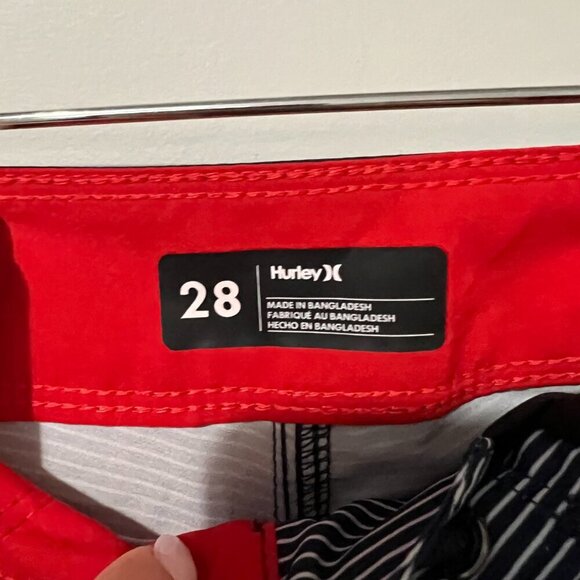 28
Hurley
MADE IN BANGLADESH
FABRIQUÉ AU BANGLADESH
HECHO EN BANGLADESH